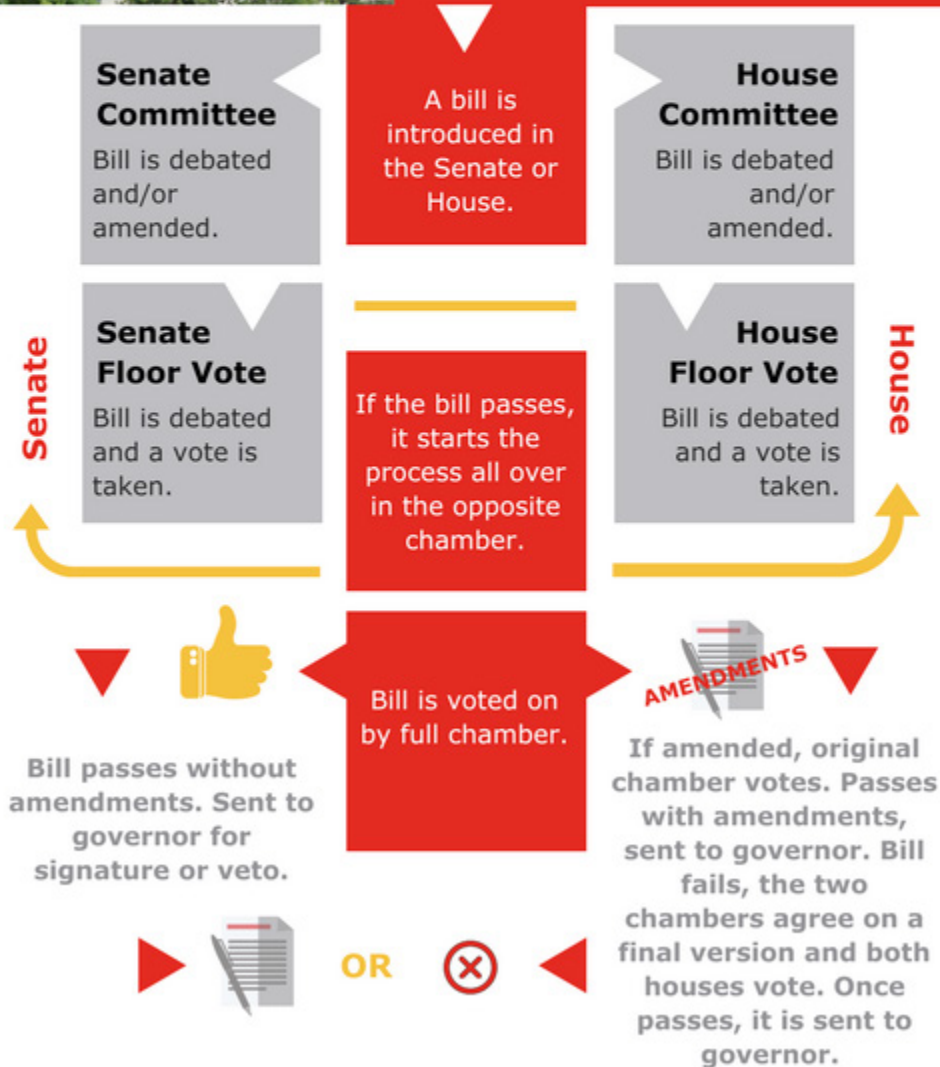 A bill is
introduced in
the Senate or
House.
Senate
Committee
Bill is debated
and/or
amended.
House
Committee
Bill is debated
and/or
amended.
Senate
Senate
Floor Vote
Bill is debated
and a vote is
taken.
House
Floor Vote
Bill is debated
and a vote is
taken.
House
If the bill passes,
it starts the
process all over
in the opposite
chamber.
Bill is voted on
by full chamber.
Bill passes without
amendments. Sent to
governor for
signature or veto.
AMENDMENTS
If amended, original
chamber votes. Passes
with amendments,
sent to governor. Bill
fails, the two
chambers agree on a
final version and both
houses vote. Once
passes, it is sent to
governor.
OR